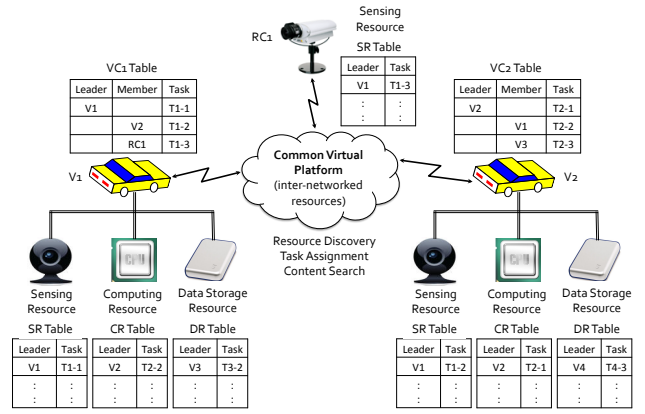 Sensing
Resource
RC1
SR Table
Leader Task
V1 T1-3
: :
: :
VC1 Table
Leader Member Task
V1 T1-1
V2 T1-2
RC1 T1-3
V1
VC2 Table
Leader Member Task
V2 T2-1
V1 T2-2
V3 T2-3
V2
Common Virtual
Platform
(inter-networked
resources)
Resource Discovery
Task Assignment
Content Search
CPU
Sensing
Resource
Computing
Resource
Data Storage
Resource
SR Table
Leader Task
V1 T1-1
: :
: :
CR Table
Leader Task
V2 T2-2
: :
: :
DR Table
Leader Task
V3 T3-2
: :
: :
CPU
Sensing
Resource
Computing
Resource
Data Storage
Resource
SR Table
Leader Task
V1 T1-2
: :
: :
CR Table
Leader Task
V2 T2-1
: :
: :
DR Table
Leader Task
V4 T4-3
: :
: :